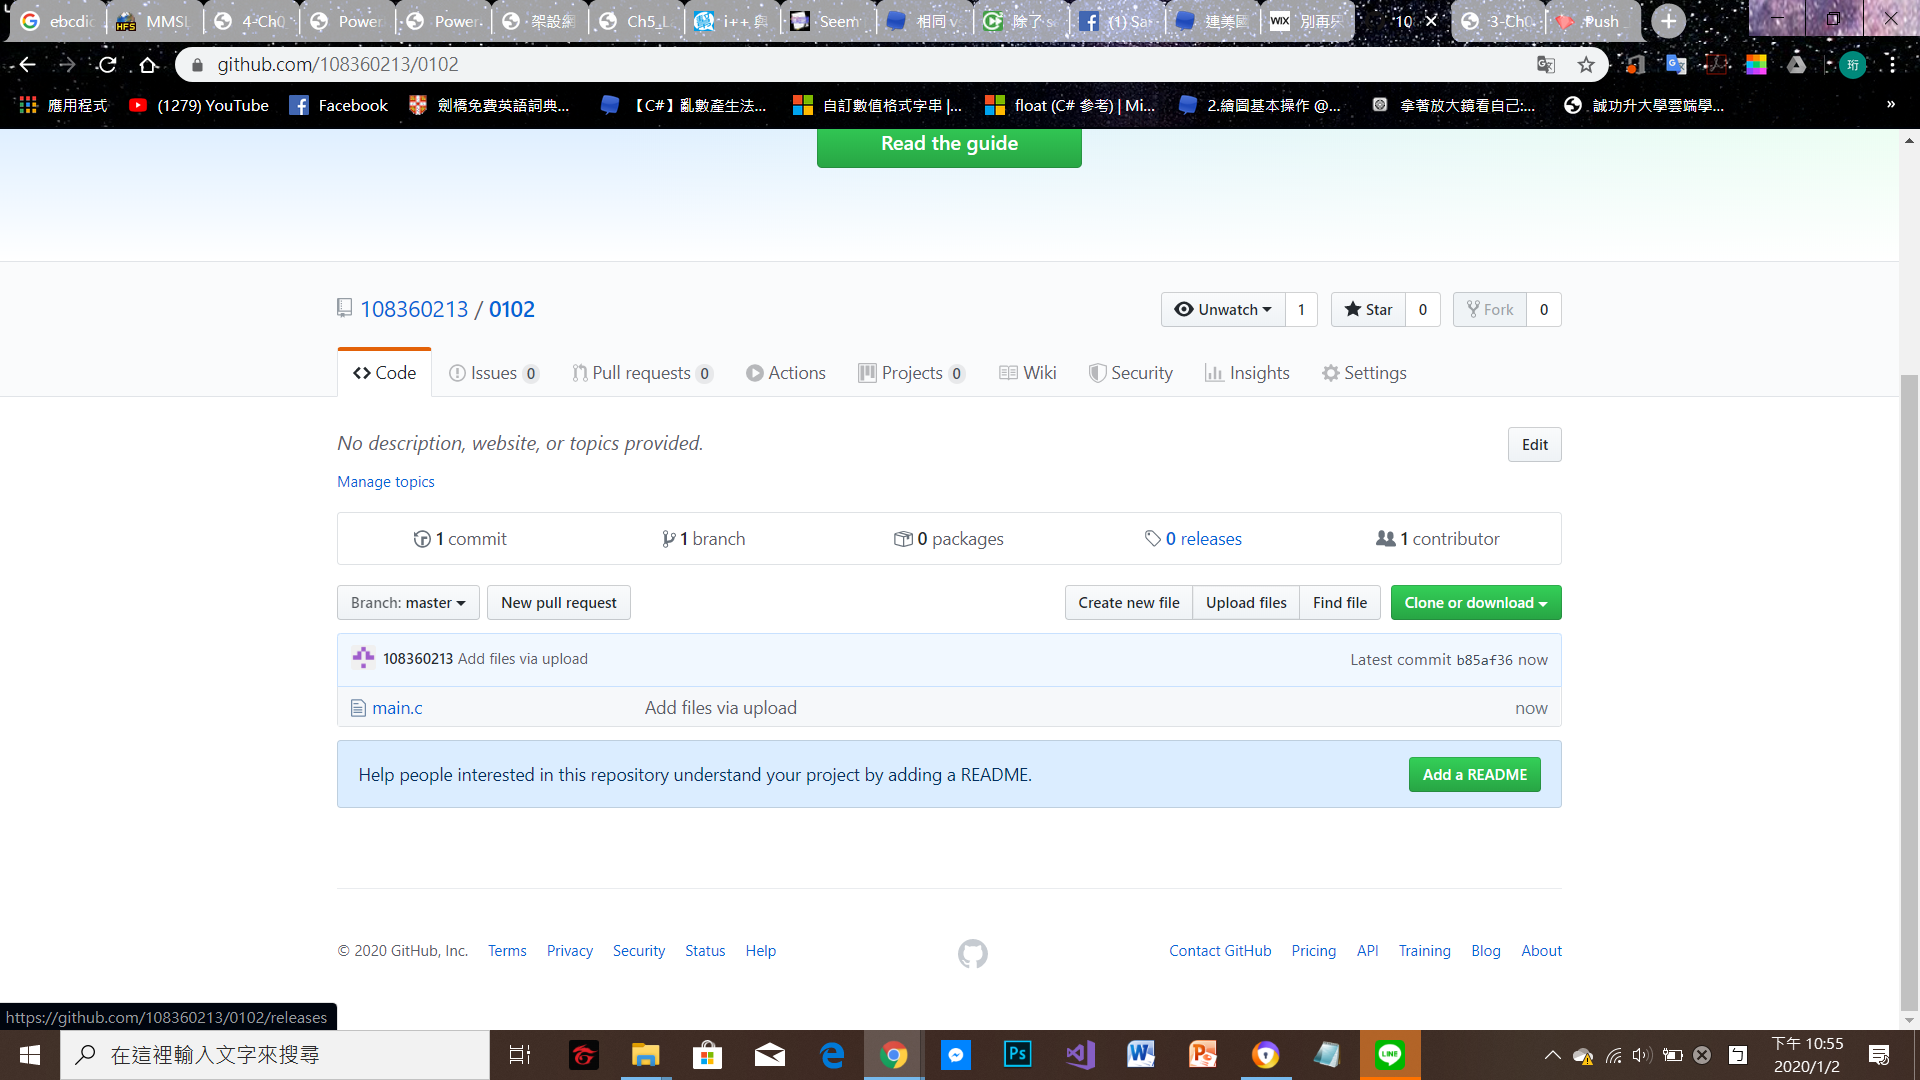 ebcdic
MMSL
4-Ch0
Power
Power
架設網
Ch5_L
i++ 與
Seem
相同
除了 s
(1) Sa
連美國
WIX
別再只
10
3-Ch0
Push
github.com/108360213/0102
珩
應用程式
(1279) YouTube
Facebook
劍橋免費英語詞典...
【C#】亂數產生法...
自訂數值格式字串 |...
float (C# 參考) | Mi...
2.繪圖基本操作 @...
拿著放大鏡看自己:...
誠功升大學雲端學...
»
Read the guide
108360213 / 0102
Unwatch 1
Star 0
Fork 0
Code
Issues 0
Pull requests 0
Actions
Projects 0
Wiki
Security
Insights
Settings
No description, website, or topics provided.
Edit
Manage topics
1 commit
1 branch
0 packages
0 releases
1 contributor
Branch: master
New pull request
Create new file
Upload files
Find file
Clone or download
108360213 Add files via upload
Latest commit b85af36 now
main.c
Add files via upload
now
Help people interested in this repository understand your project by adding a README.
Add a README
© 2020 GitHub, Inc.
Terms
Privacy
Security
Status
Help
Contact GitHub
Pricing
API
Training
Blog
About
https://github.com/108360213/0102/releases
在這裡輸入文字來搜尋
下午 10:55
2020/1/2